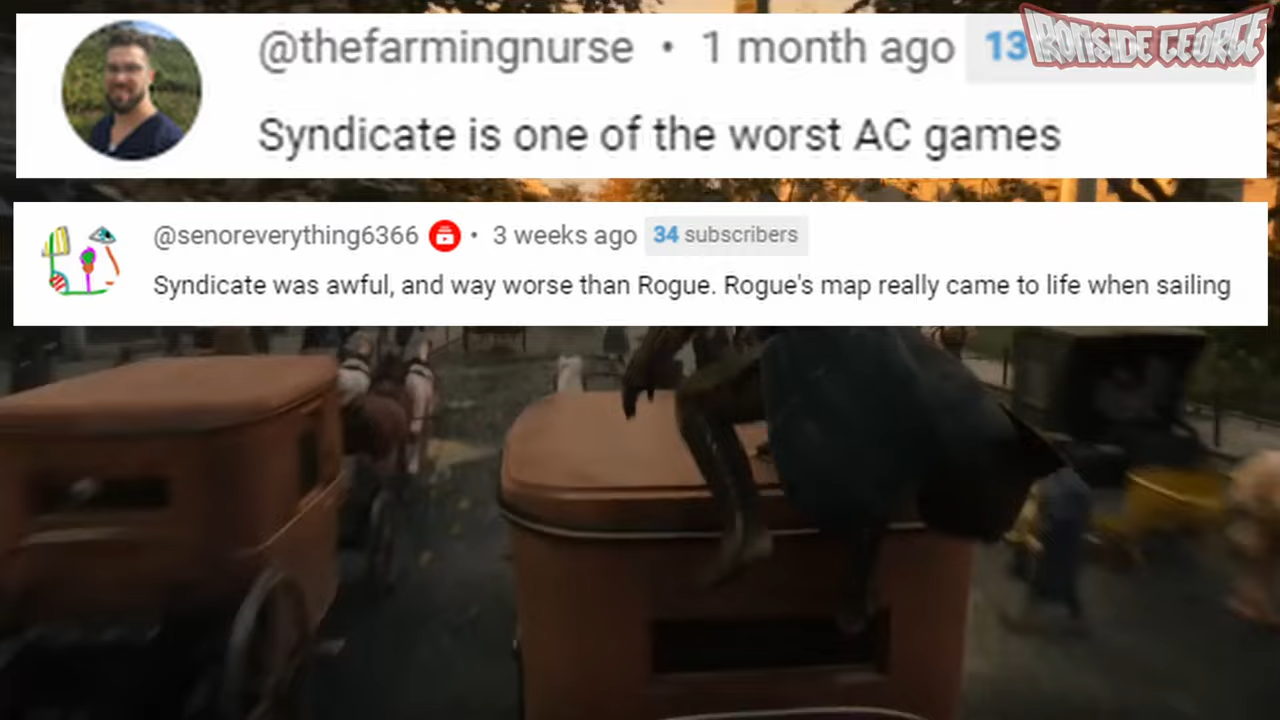 @thefarmingnurse • 1 month ago 13
IRONSIDE GEORGE
Syndicate is one of the worst AC games
@senoreverything6366 • 3 weeks ago 34 subscribers
Syndicate was awful, and way worse than Rogue. Rogue's map really came to life when sailing